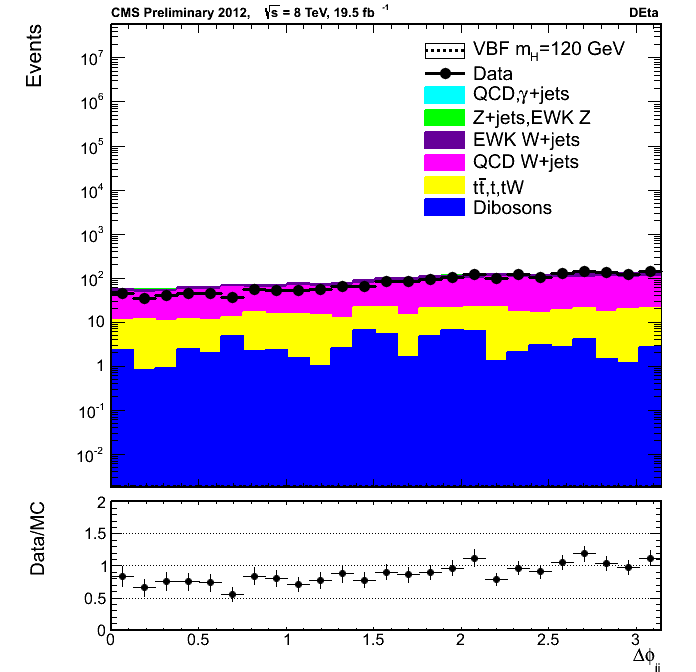 CMS Preliminary 2012, √s = 8 TeV, 19.5 fb⁻¹ DEta
Events
10⁷
10⁶
10⁵
10⁴
10³
10²
10
1
10⁻¹
10⁻²
VBF m_H=120 GeV
Data
QCD,γ+jets
Z+jets,EWK Z
EWK W+jets
QCD W+jets
tt̄,t,tW
Dibosons
Data/MC
2
1.5
1
0.5
0
0 0.5 1 1.5 2 2.5 3
Δϕ_jj